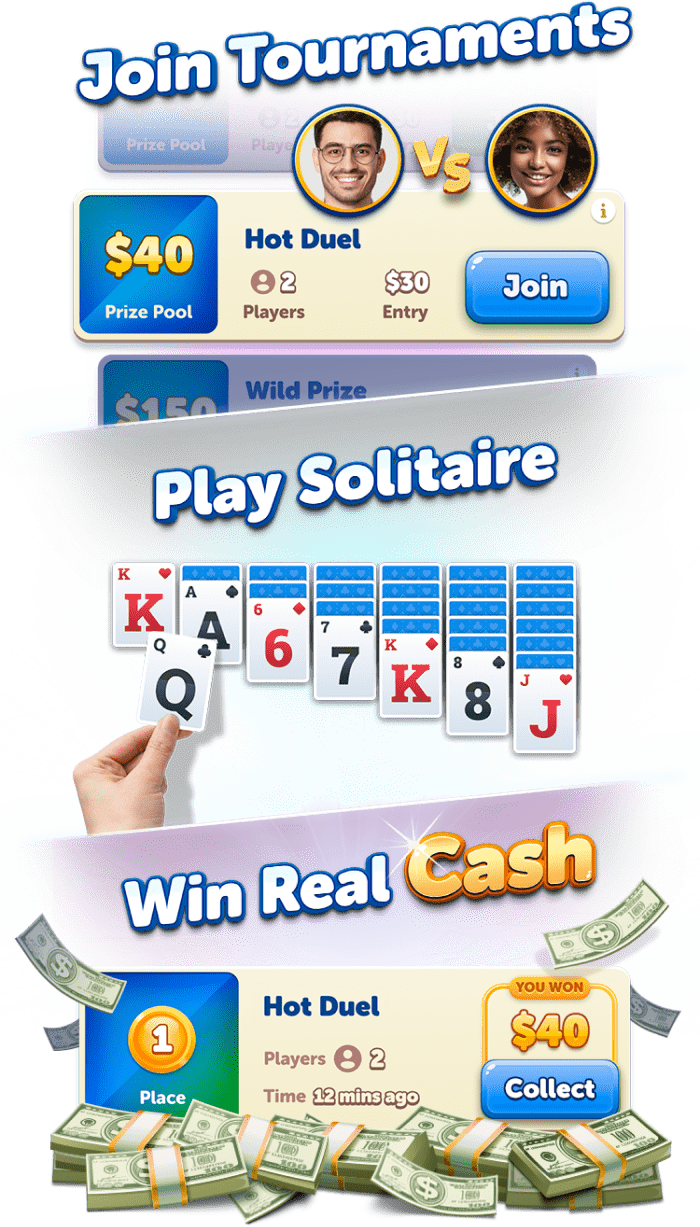 Join Tournaments
Prize Pool
VS
$40
Prize Pool
Hot Duel
i
2
Players
$30
Entry
Join
$150
Wild Prize
i
Play Solitaire
K
K
A
A
6
6
7
7
K
K
8
8
J
J
Q
Q
Win Real Cash
1
Place
Hot Duel
Players 2
Time 12 mins ago
YOU WON
$40
Collect